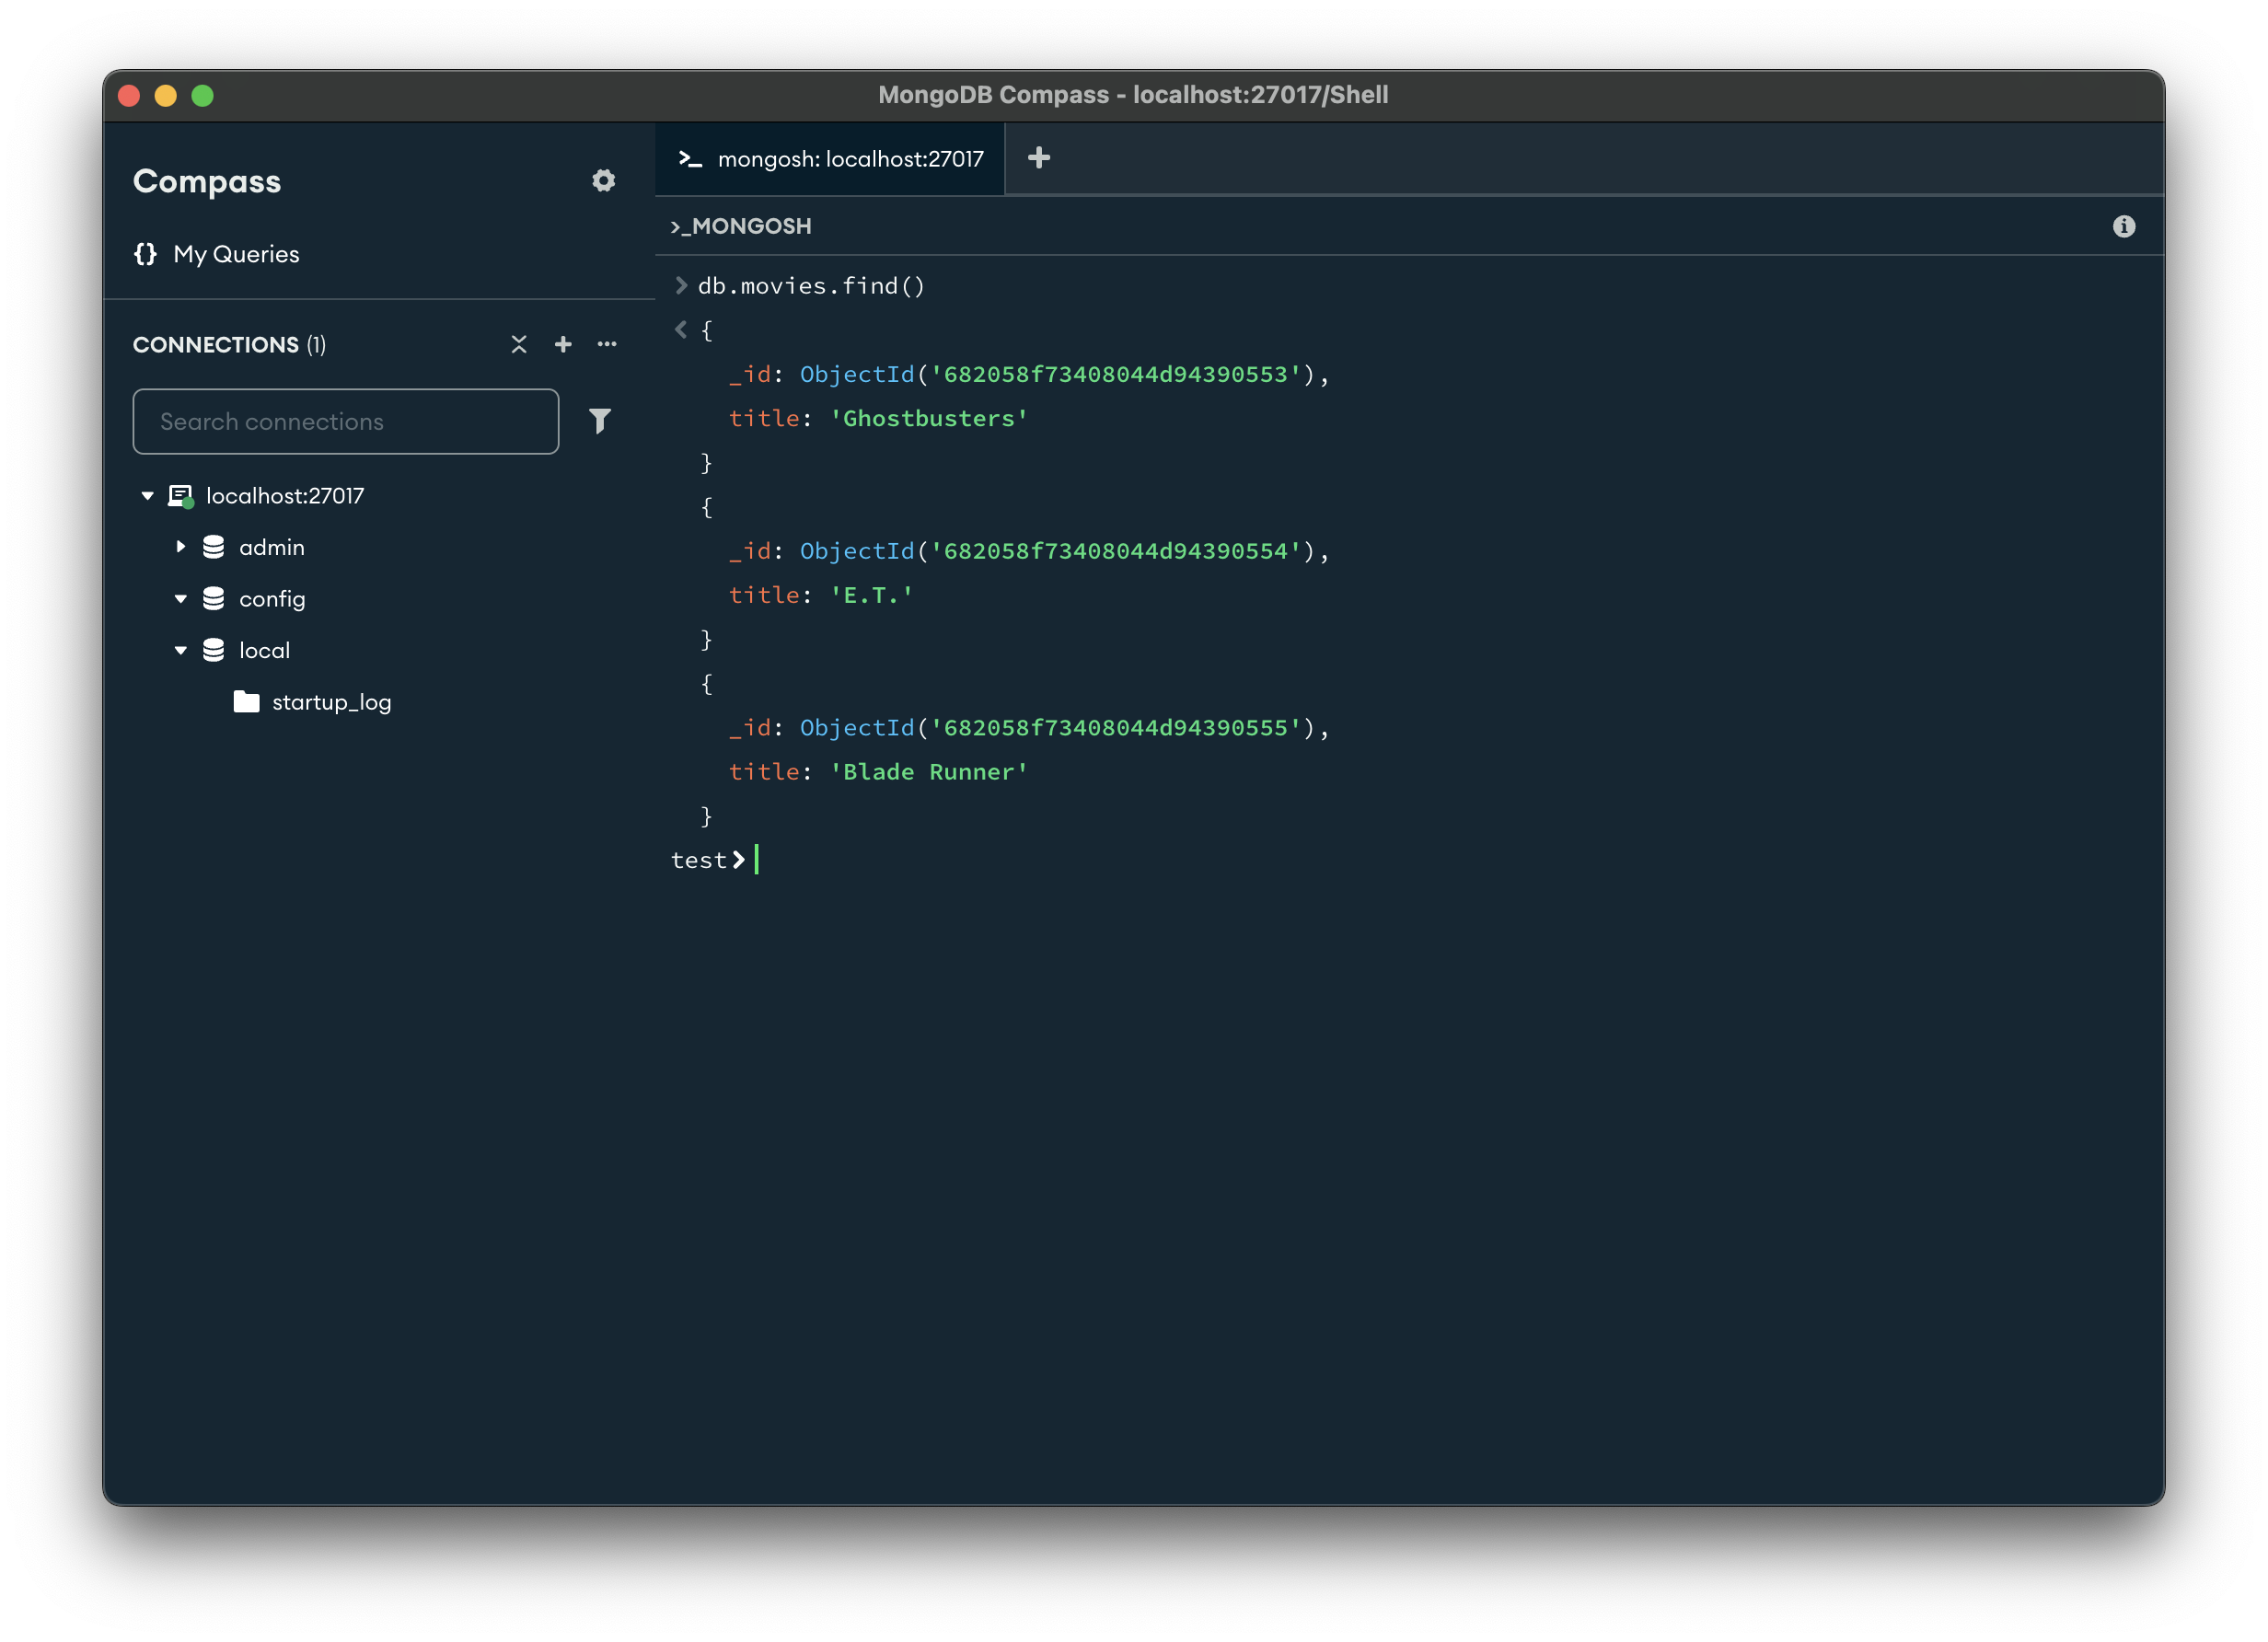 MongoDB Compass - localhost:27017/Shell
Compass
{} My Queries
CONNECTIONS (1)
Search connections
localhost:27017
admin
config
local
startup_log
>_ mongosh: localhost:27017
>_MONGOSH
> db.movies.find()
< {
_id: ObjectId('682058f73408044d94390553'),
title: 'Ghostbusters'
}
{
_id: ObjectId('682058f73408044d94390554'),
title: 'E.T.'
}
{
_id: ObjectId('682058f73408044d94390555'),
title: 'Blade Runner'
}
test>